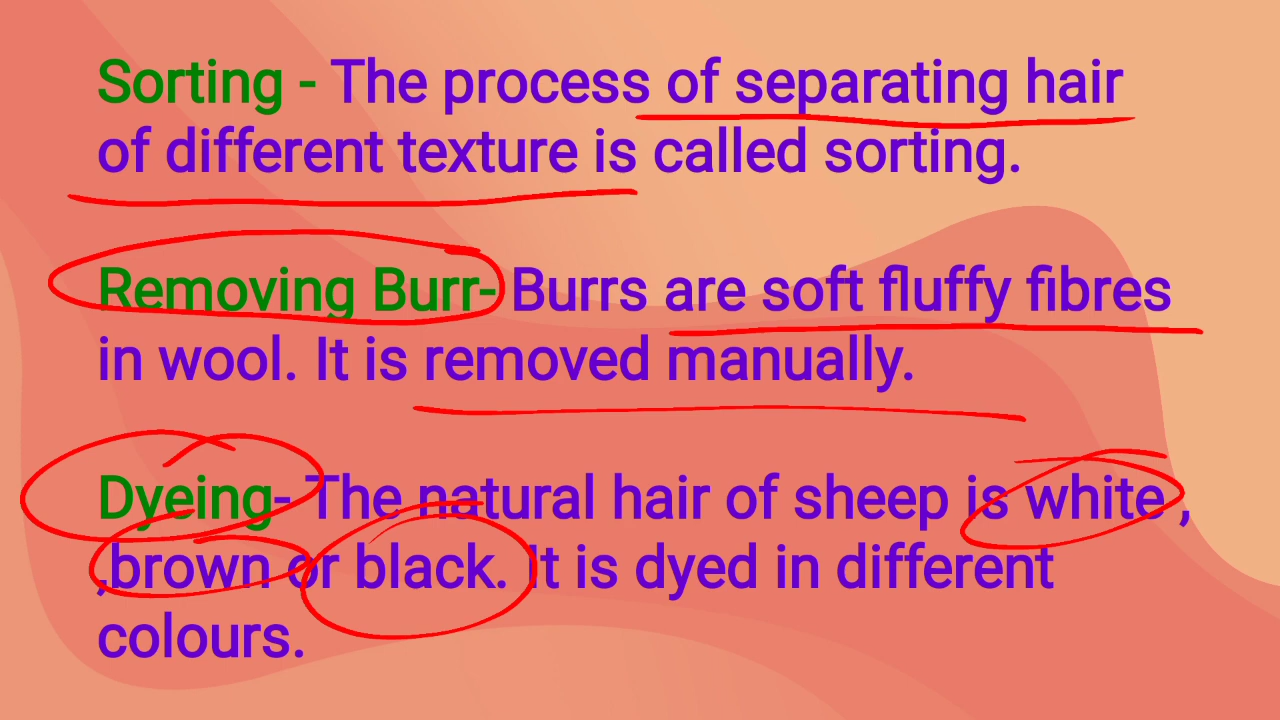 Sorting - The process of separating hair
of different texture is called sorting.
Removing Burr- Burrs are soft fluffy fibres
in wool. It is removed manually.
Dyeing- The natural hair of sheep is white ,
,brown or black. It is dyed in different
colours.